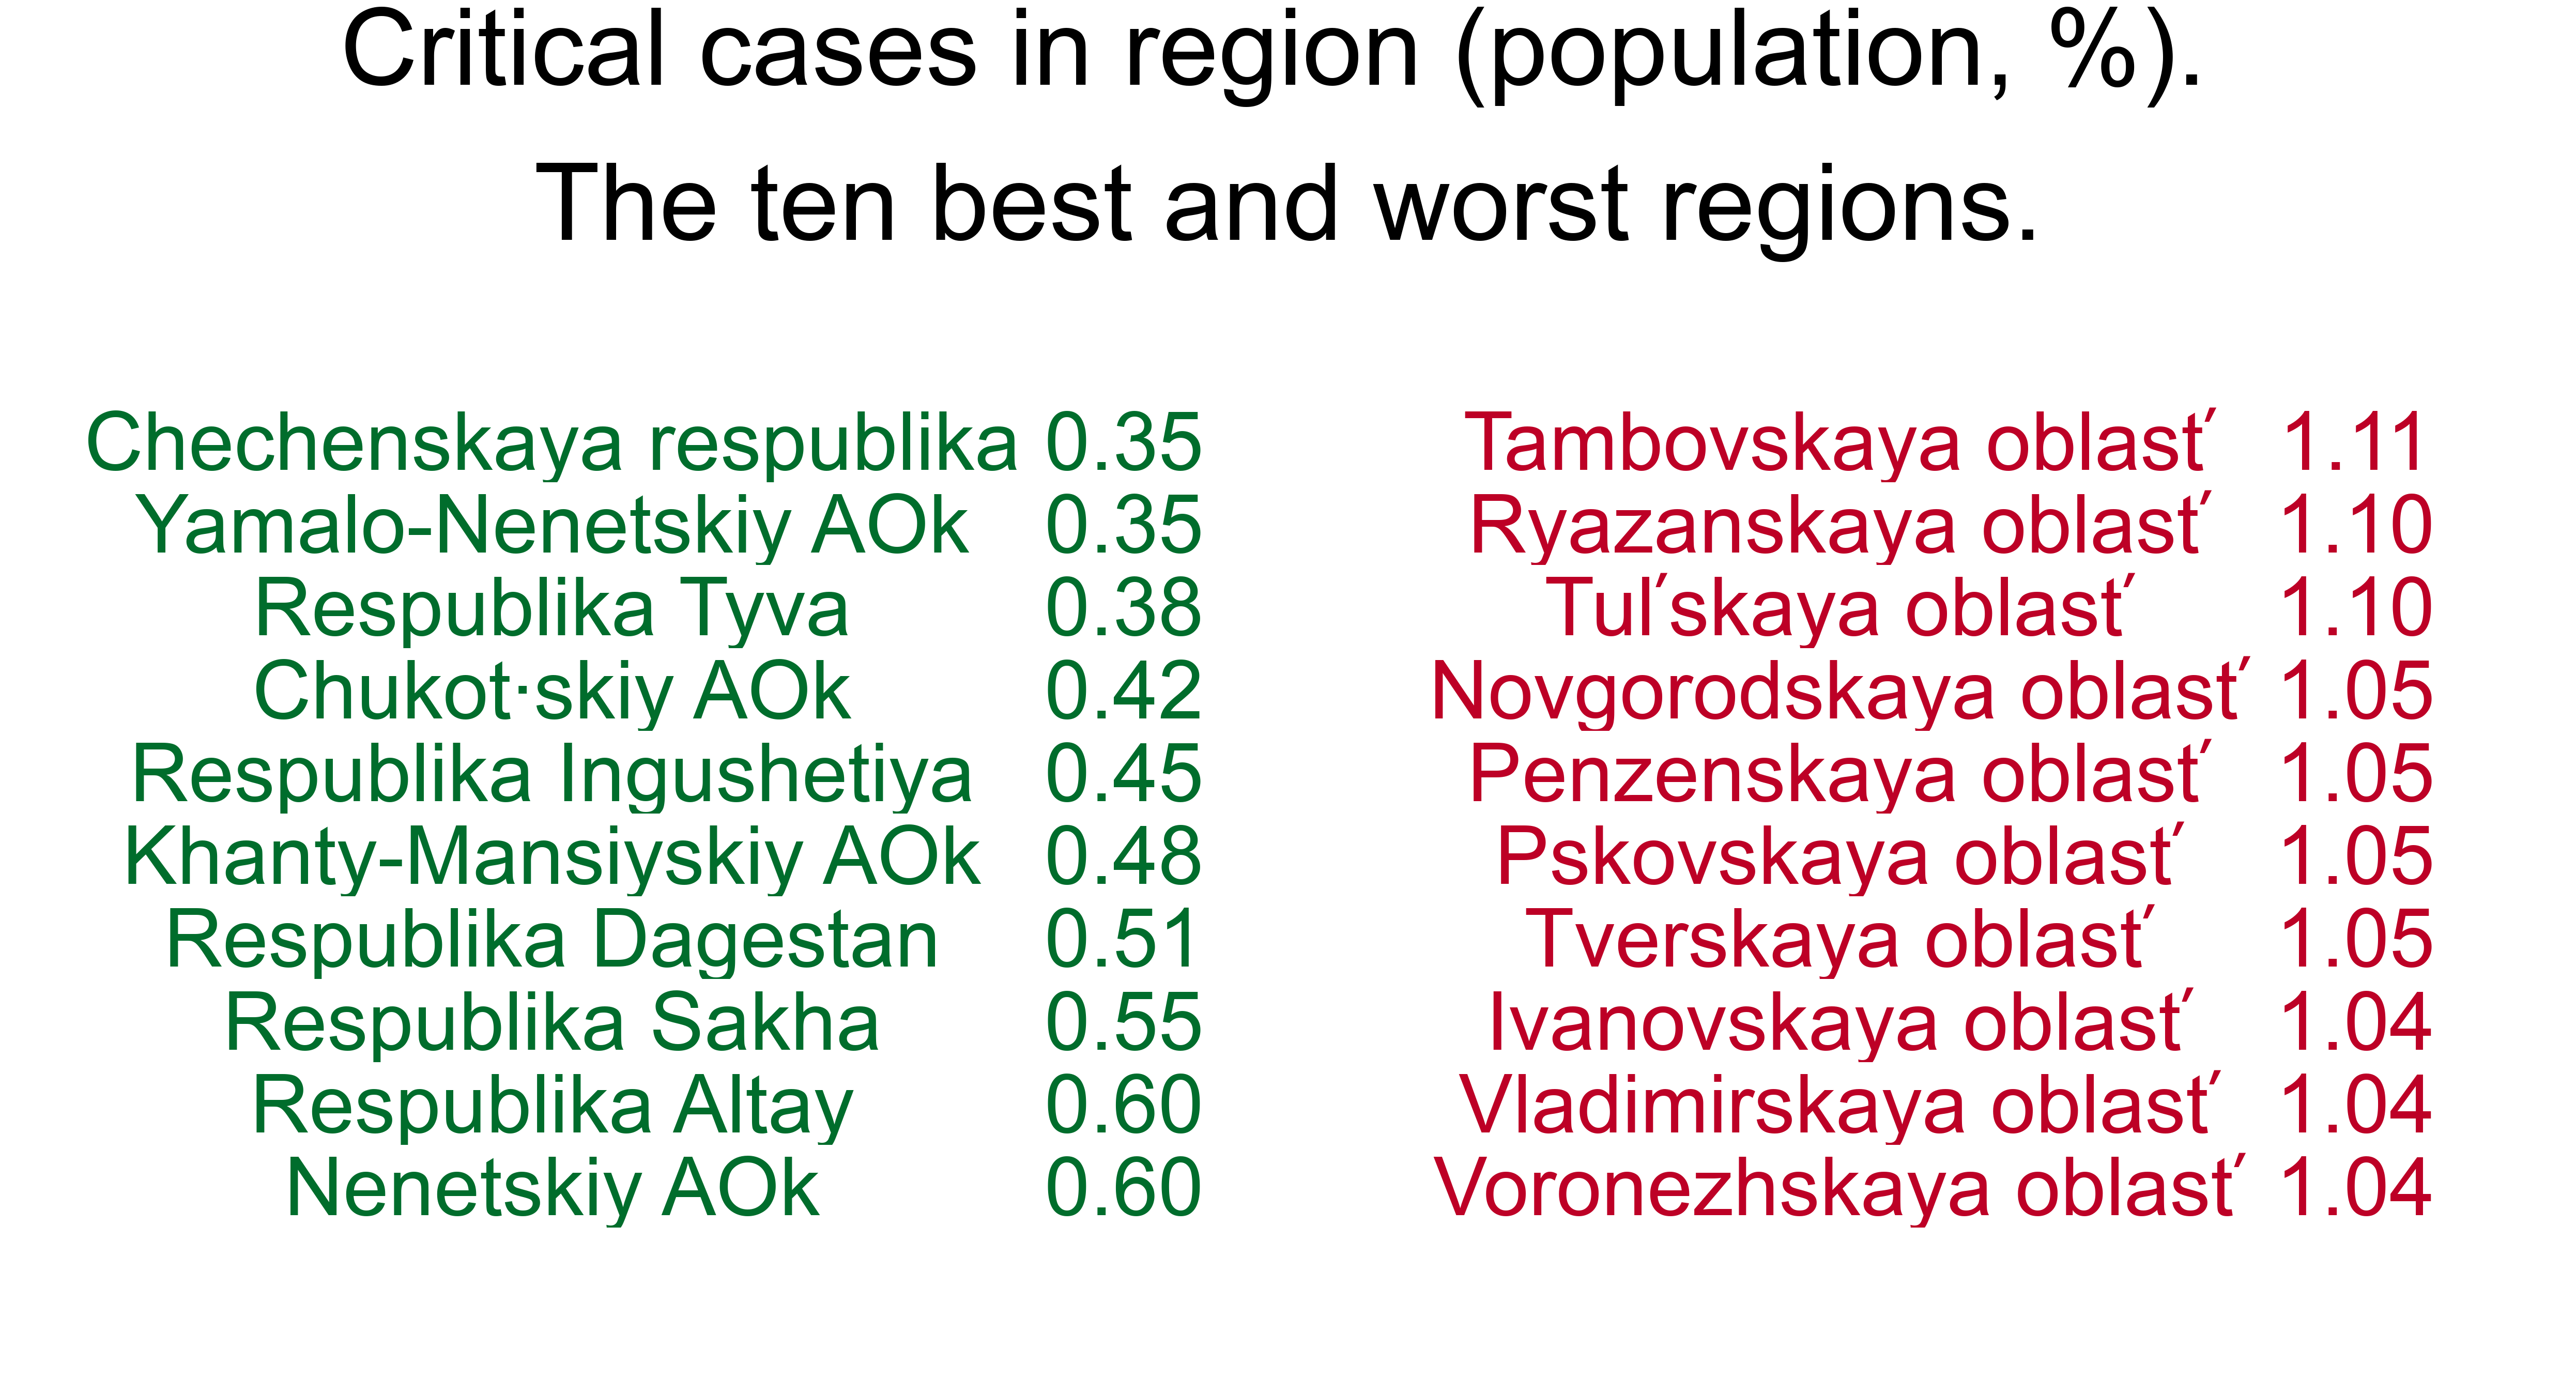 Critical cases in region (population, %).
The ten best and worst regions.
Chechenskaya respublika 0.35
Yamalo-Nenetskiy AOk 0.35
Respublika Tyva 0.38
Chukot·skiy AOk 0.42
Respublika Ingushetiya 0.45
Khanty-Mansiyskiy AOk 0.48
Respublika Dagestan 0.51
Respublika Sakha 0.55
Respublika Altay 0.60
Nenetskiy AOk 0.60
Tambovskaya oblastʹ 1.11
Ryazanskaya oblastʹ 1.10
Tulʹskaya oblastʹ 1.10
Novgorodskaya oblastʹ 1.05
Penzenskaya oblastʹ 1.05
Pskovskaya oblastʹ 1.05
Tverskaya oblastʹ 1.05
Ivanovskaya oblastʹ 1.04
Vladimirskaya oblastʹ 1.04
Voronezhskaya oblastʹ 1.04